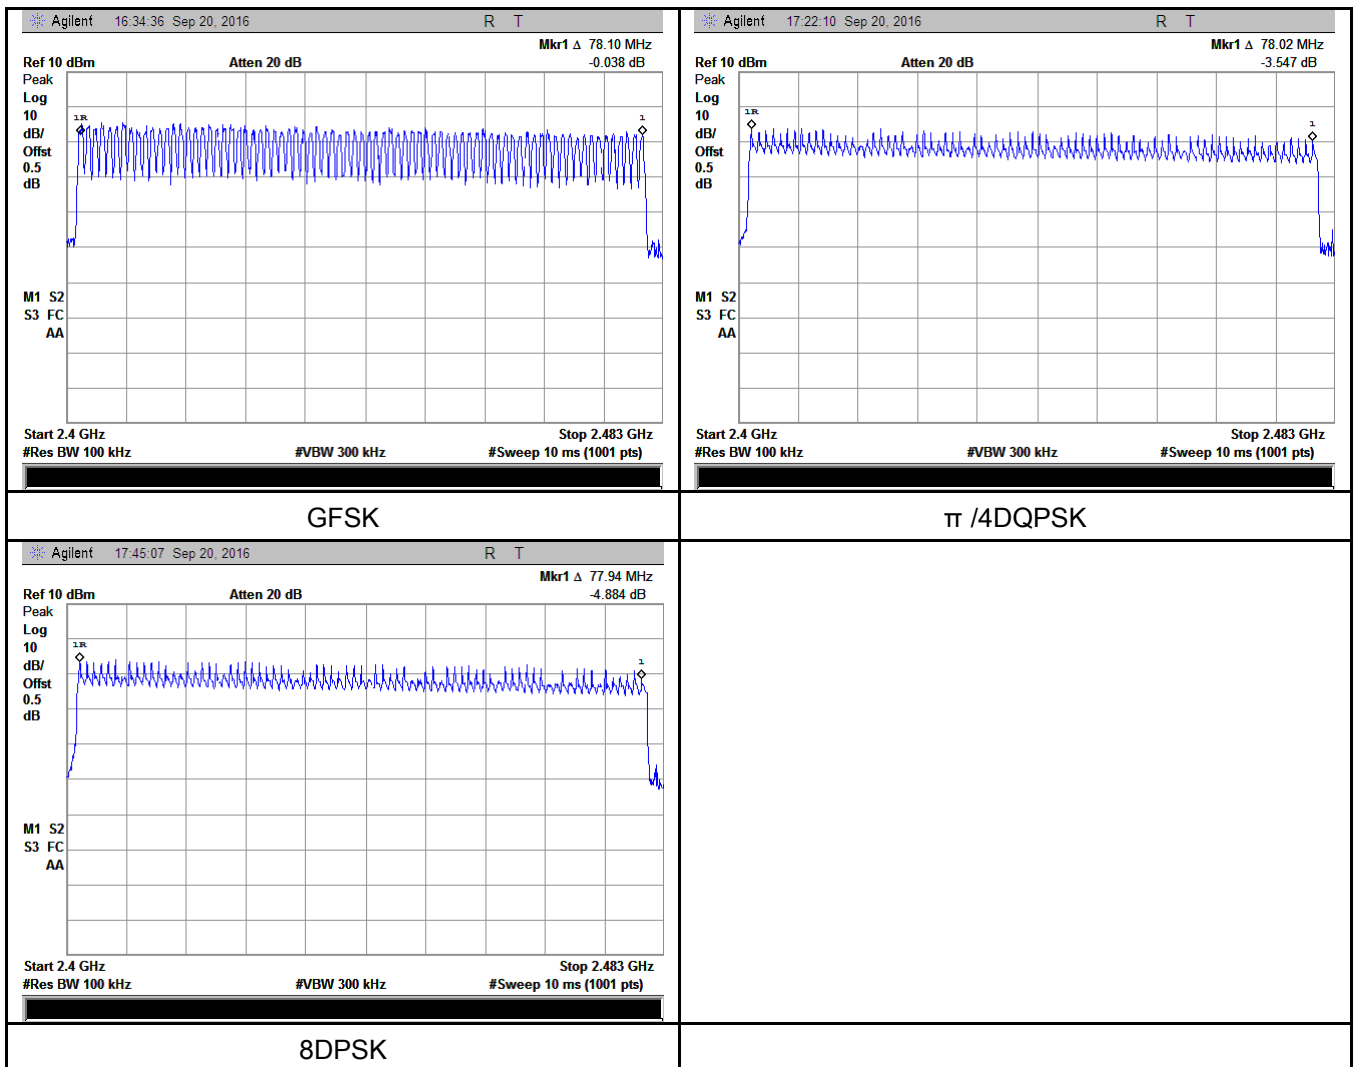 Agilent 16:34:36 Sep 20, 2016 R T
Mkr1 Δ 78.10 MHz
Ref 10 dBm Atten 20 dB -0.038 dB
Peak
Log
10
dB/
Offst
0.5
dB
1R 1
M1 S2
S3 FC
AA
Start 2.4 GHz Stop 2.483 GHz
#Res BW 100 kHz #VBW 300 kHz #Sweep 10 ms (1001 pts)
GFSK
Agilent 17:22:10 Sep 20, 2016 R T
Mkr1 Δ 78.02 MHz
Ref 10 dBm Atten 20 dB -3.547 dB
Peak
Log
10
dB/
Offst
0.5
dB
1R 1
M1 S2
S3 FC
AA
Start 2.4 GHz Stop 2.483 GHz
#Res BW 100 kHz #VBW 300 kHz #Sweep 10 ms (1001 pts)
π /4DQPSK
Agilent 17:45:07 Sep 20, 2016 R T
Mkr1 Δ 77.94 MHz
Ref 10 dBm Atten 20 dB -4.884 dB
Peak
Log
10
dB/
Offst
0.5
dB
1R 1
M1 S2
S3 FC
AA
Start 2.4 GHz Stop 2.483 GHz
#Res BW 100 kHz #VBW 300 kHz #Sweep 10 ms (1001 pts)
8DPSK